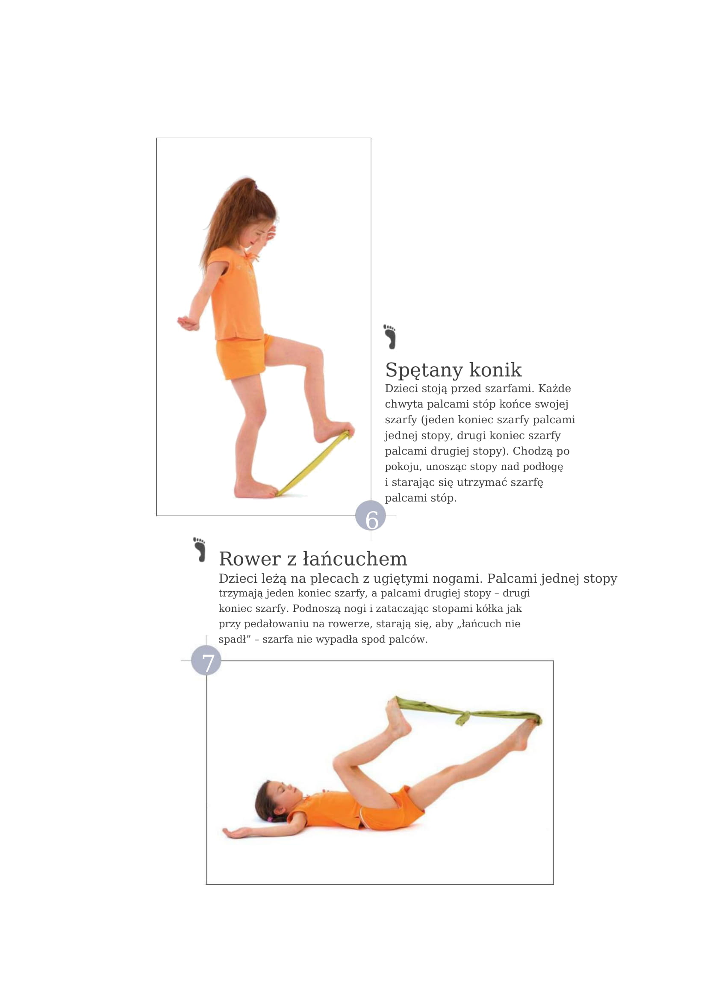 Spętany konik
Dzieci stoją przed szarfami. Każde
chwyta palcami stóp końce swojej
szarfy (jeden koniec szarfy palcami
jednej stopy, drugi koniec szarfy
palcami drugiej stopy). Chodzą po
pokoju, unosząc stopy nad podłogę
i starając się utrzymać szarfę
palcami stóp.
6
Rower z łańcuchem
Dzieci leżą na plecach z ugiętymi nogami. Palcami jednej stopy
trzymają jeden koniec szarfy, a palcami drugiej stopy – drugi
koniec szarfy. Podnoszą nogi i zataczając stopami kółka jak
przy pedałowaniu na rowerze, starają się, aby „łańcuch nie
spadł” – szarfa nie wypadła spod palców.
7